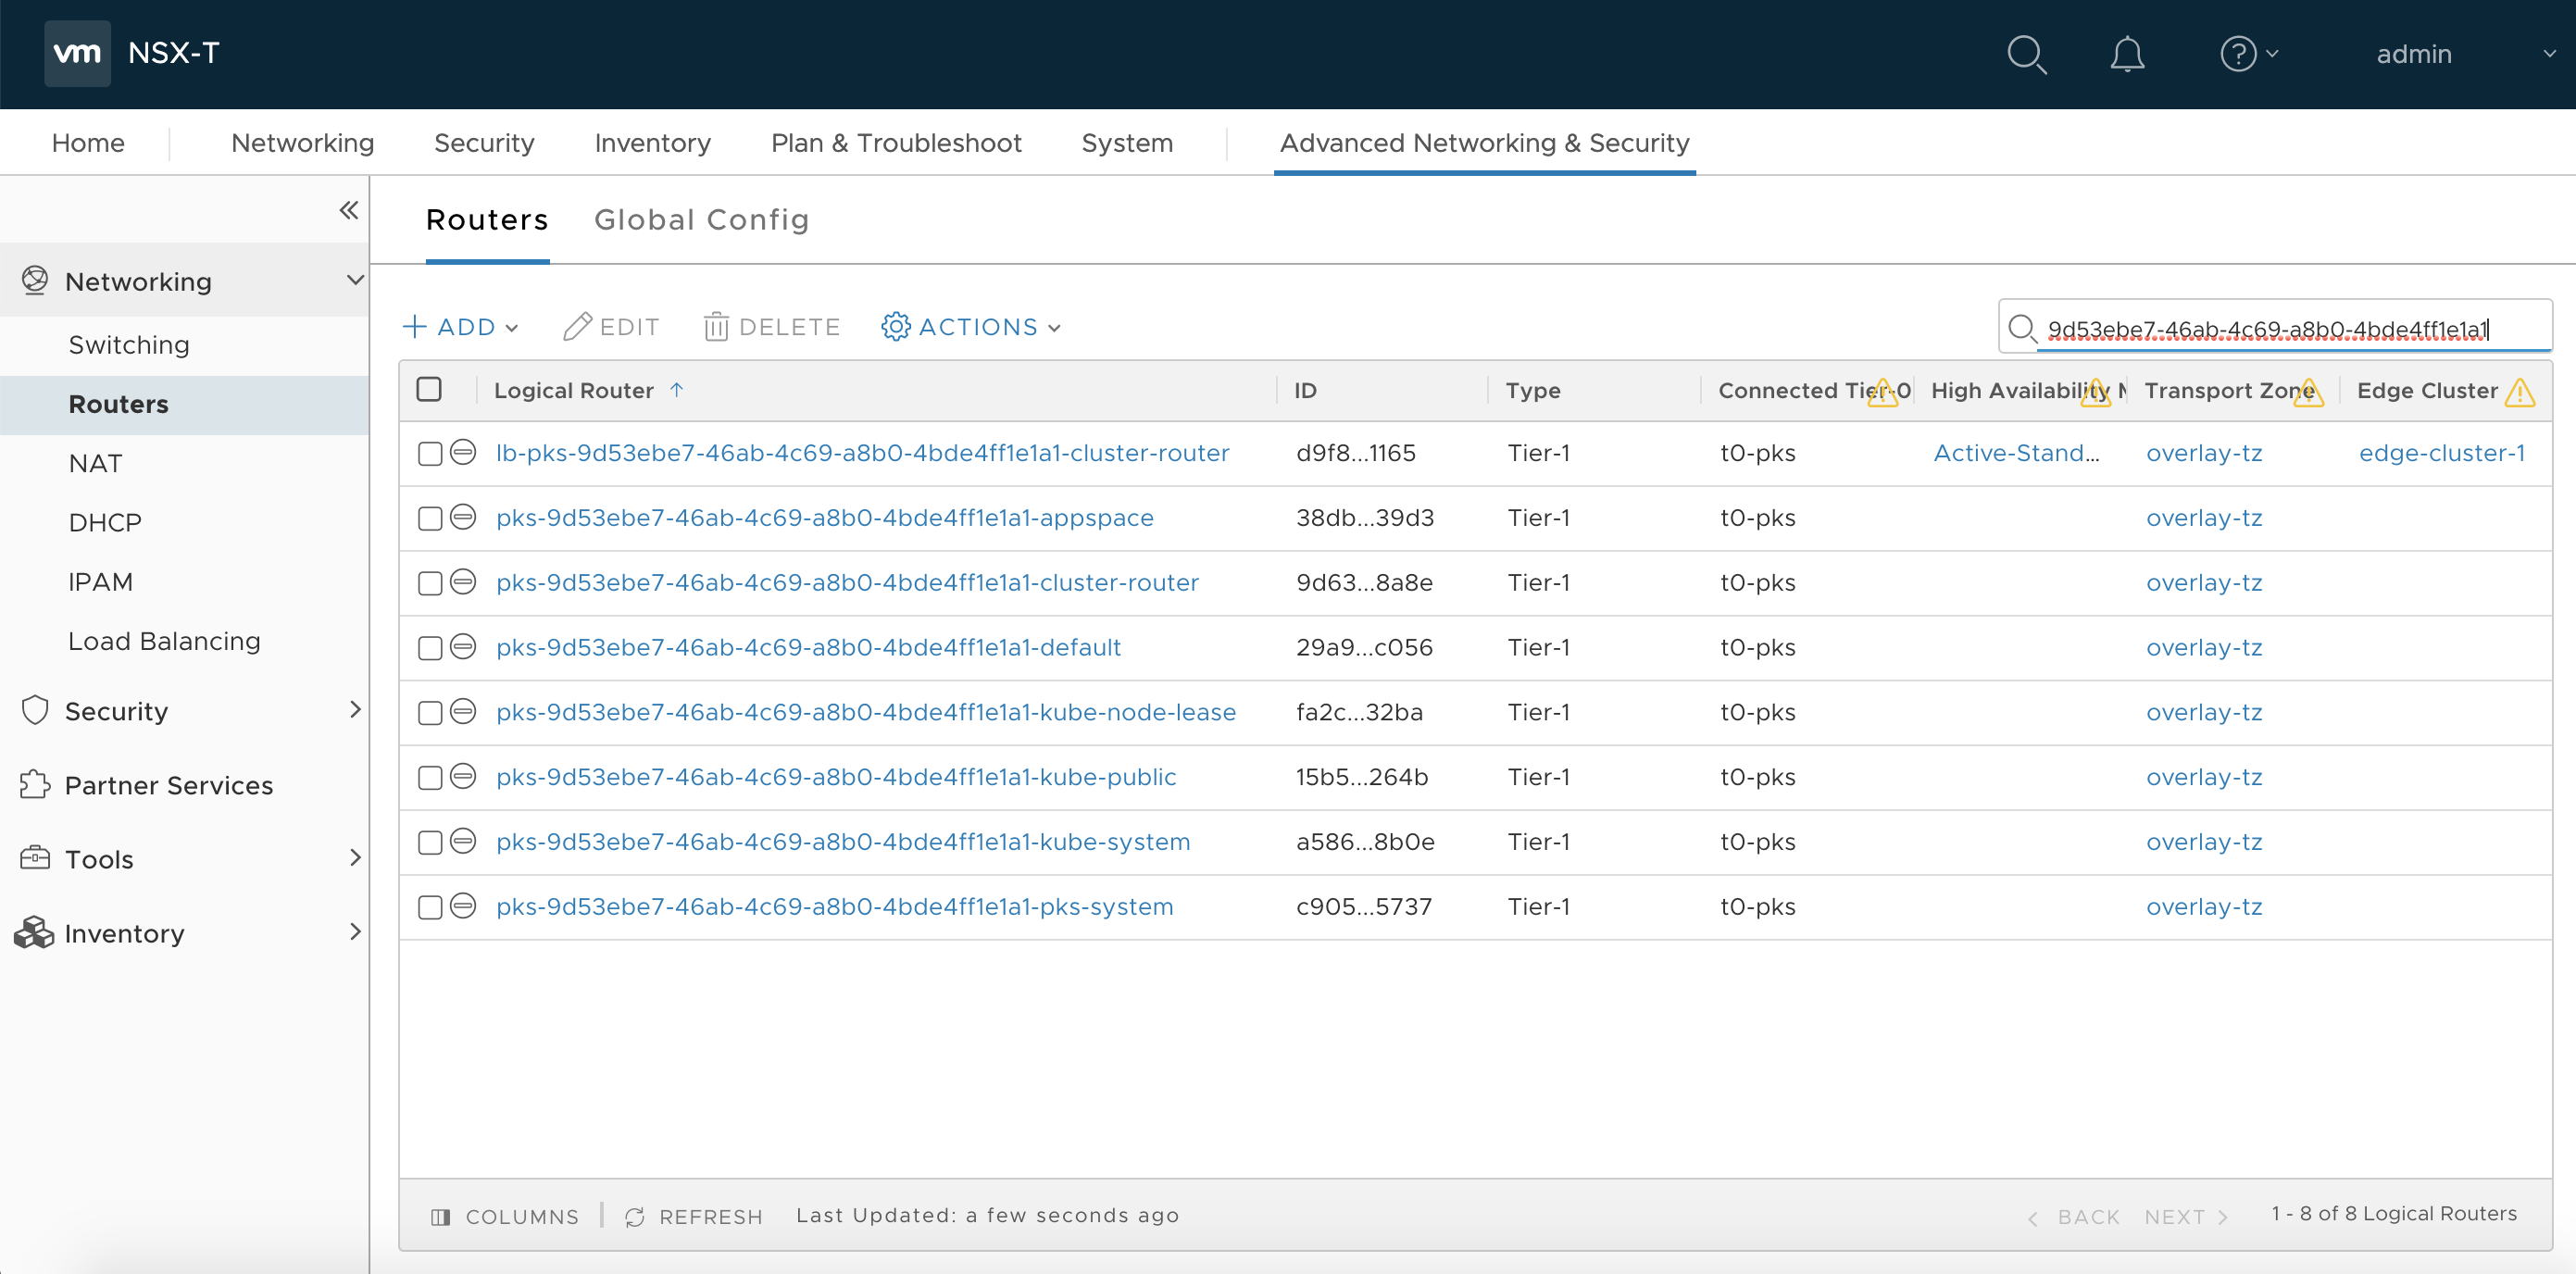 vm NSX-T admin
Home Networking Security Inventory Plan & Troubleshoot System Advanced Networking & Security
Routers Global Config
Networking
Switching
Routers
NAT
DHCP
IPAM
Load Balancing
Security
Partner Services
Tools
Inventory
+ ADD EDIT DELETE ACTIONS 9d53ebe7-46ab-4c69-a8b0-4bde4ff1e1a1
Logical Router ↑ ID Type Connected Tier-0 High Availability M Transport Zone Edge Cluster
lb-pks-9d53ebe7-46ab-4c69-a8b0-4bde4ff1e1a1-cluster-router d9f8...1165 Tier-1 t0-pks Active-Stand... overlay-tz edge-cluster-1
pks-9d53ebe7-46ab-4c69-a8b0-4bde4ff1e1a1-appspace 38db...39d3 Tier-1 t0-pks overlay-tz
pks-9d53ebe7-46ab-4c69-a8b0-4bde4ff1e1a1-cluster-router 9d63...8a8e Tier-1 t0-pks overlay-tz
pks-9d53ebe7-46ab-4c69-a8b0-4bde4ff1e1a1-default 29a9...c056 Tier-1 t0-pks overlay-tz
pks-9d53ebe7-46ab-4c69-a8b0-4bde4ff1e1a1-kube-node-lease fa2c...32ba Tier-1 t0-pks overlay-tz
pks-9d53ebe7-46ab-4c69-a8b0-4bde4ff1e1a1-kube-public 15b5...264b Tier-1 t0-pks overlay-tz
pks-9d53ebe7-46ab-4c69-a8b0-4bde4ff1e1a1-kube-system a586...8b0e Tier-1 t0-pks overlay-tz
pks-9d53ebe7-46ab-4c69-a8b0-4bde4ff1e1a1-pks-system c905...5737 Tier-1 t0-pks overlay-tz
COLUMNS REFRESH Last Updated: a few seconds ago BACK NEXT 1 - 8 of 8 Logical Routers